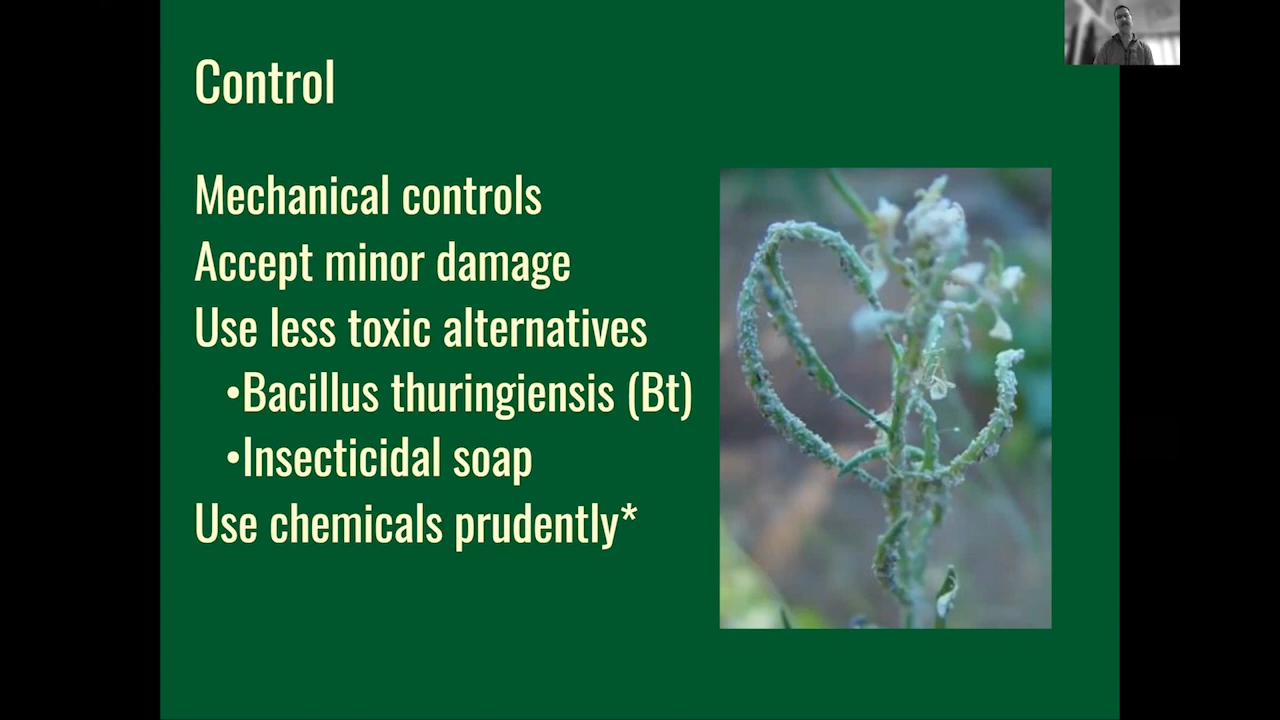 Control
Mechanical controls
Accept minor damage
Use less toxic alternatives
•Bacillus thuringiensis (Bt)
•Insecticidal soap
Use chemicals prudently*